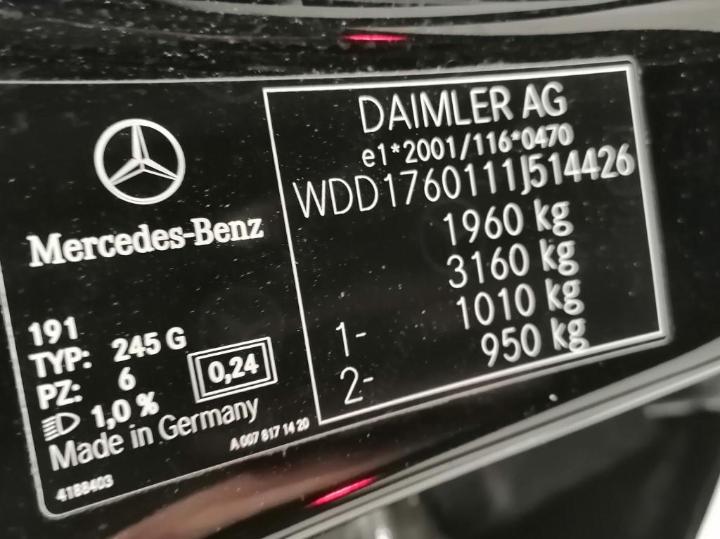 Mercedes-Benz
191
TYP: 245 G
PZ: 6
0,24
1,0 %
Made in Germany
A 007 817 14 20
4188403
DAIMLER AG
e1*2001/116*0470
WDD1760111J514426
1960 kg
3160 kg
1- 1010 kg
2- 950 kg